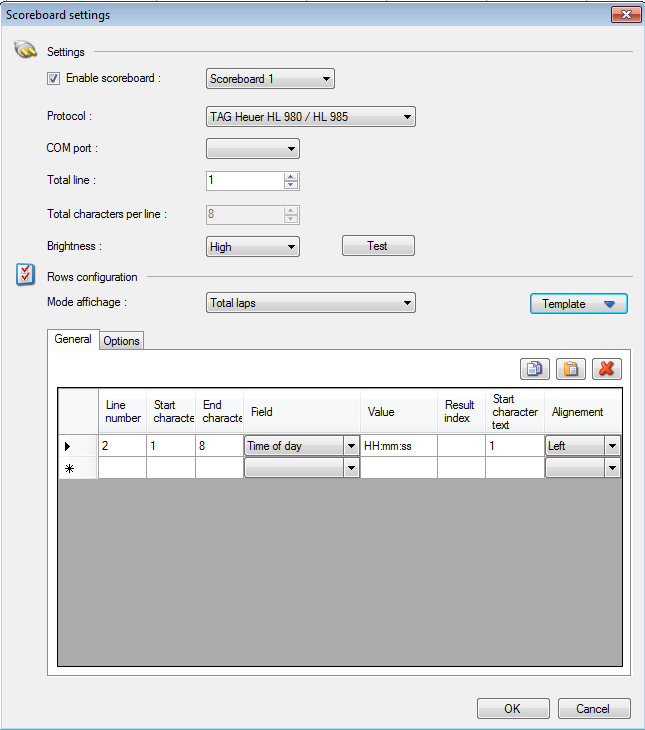 Scoreboard settings
Settings
Enable scoreboard :
Scoreboard 1
Protocol :
TAG Heuer HL 980 / HL 985
COM port :
Total line :
1
Total characters per line :
8
Brightness :
High
Test
Rows configuration
Mode affichage :
Total laps
Template
General
Options
Line number
Start characte
End characte
Field
Value
Result index
Start character text
Alignement
2
1
8
Time of day
HH:mm:ss
1
Left
OK
Cancel